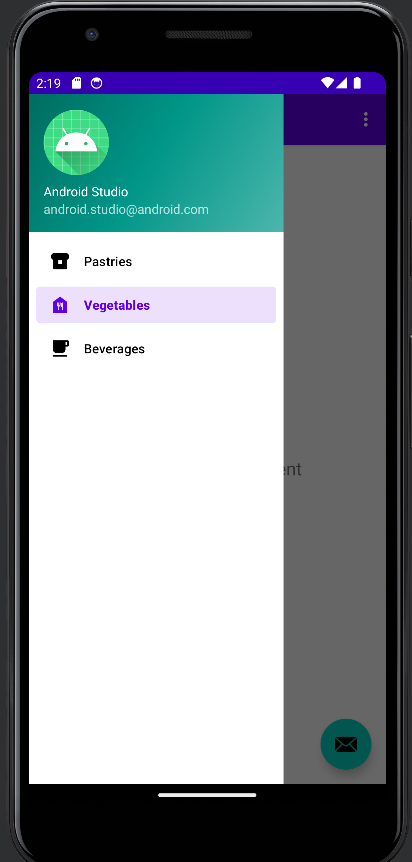 2:19
Android Studio
android.studio@android.com
Pastries
Vegetables
Beverages
ent